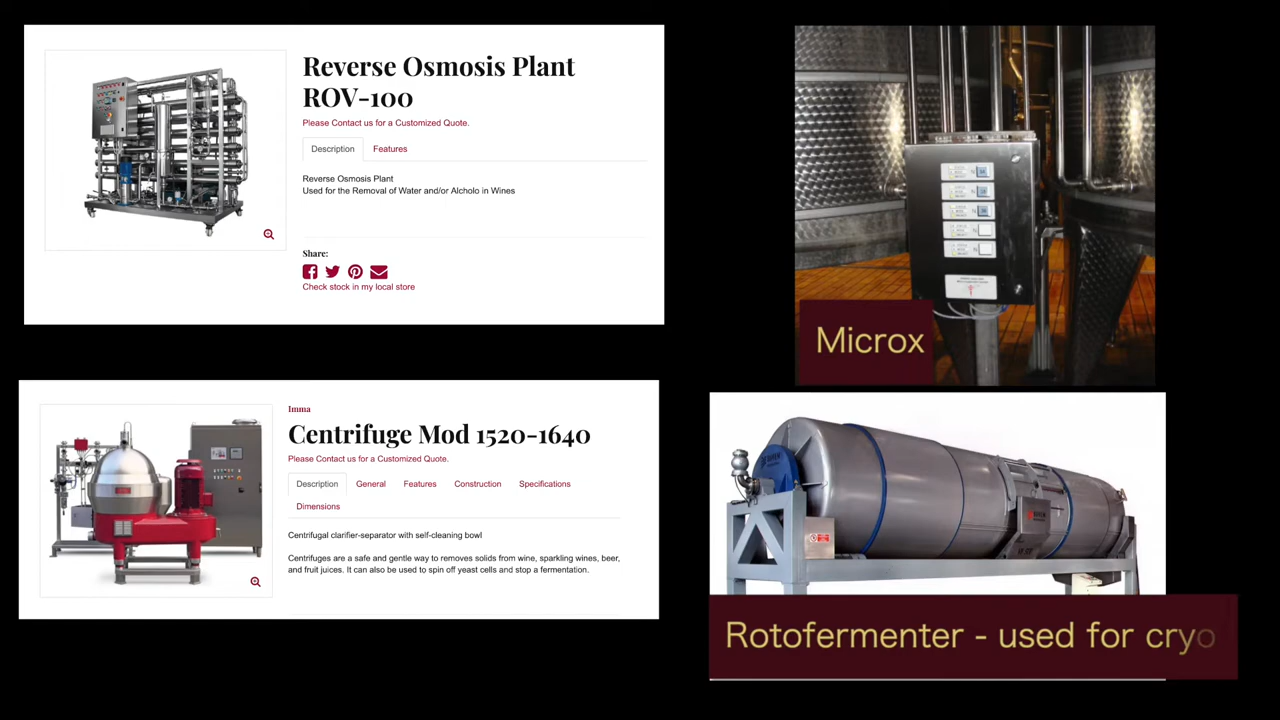 Reverse Osmosis Plant
ROV-100
Please Contact us for a Customized Quote.
Description Features
Reverse Osmosis Plant
Used for the Removal of Water and/or Alcholo in Wines
Share:
Check stock in my local store
Microx
Imma
Centrifuge Mod 1520-1640
Please Contact us for a Customized Quote.
Description General Features Construction Specifications
Dimensions
Centrifugal clarifier-separator with self-cleaning bowl
Centrifuges are a safe and gentle way to removes solids from wine, sparkling wines, beer,
and fruit juices. It can also be used to spin off yeast cells and stop a fermentation.
Rotofermenter - used for cryo